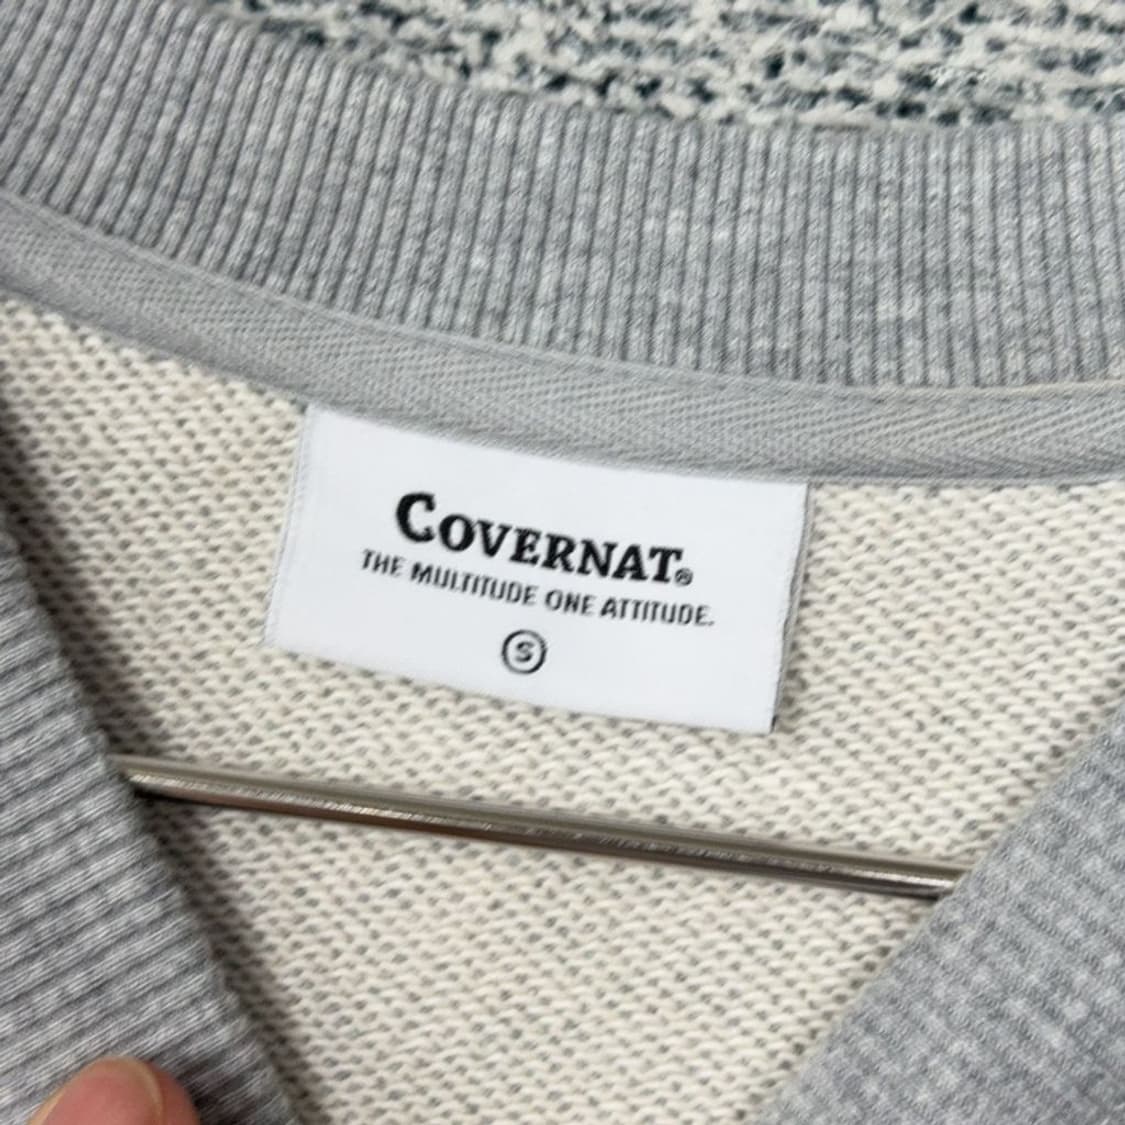 COVERNAT®
THE MULTITUDE ONE ATTITUDE.
S